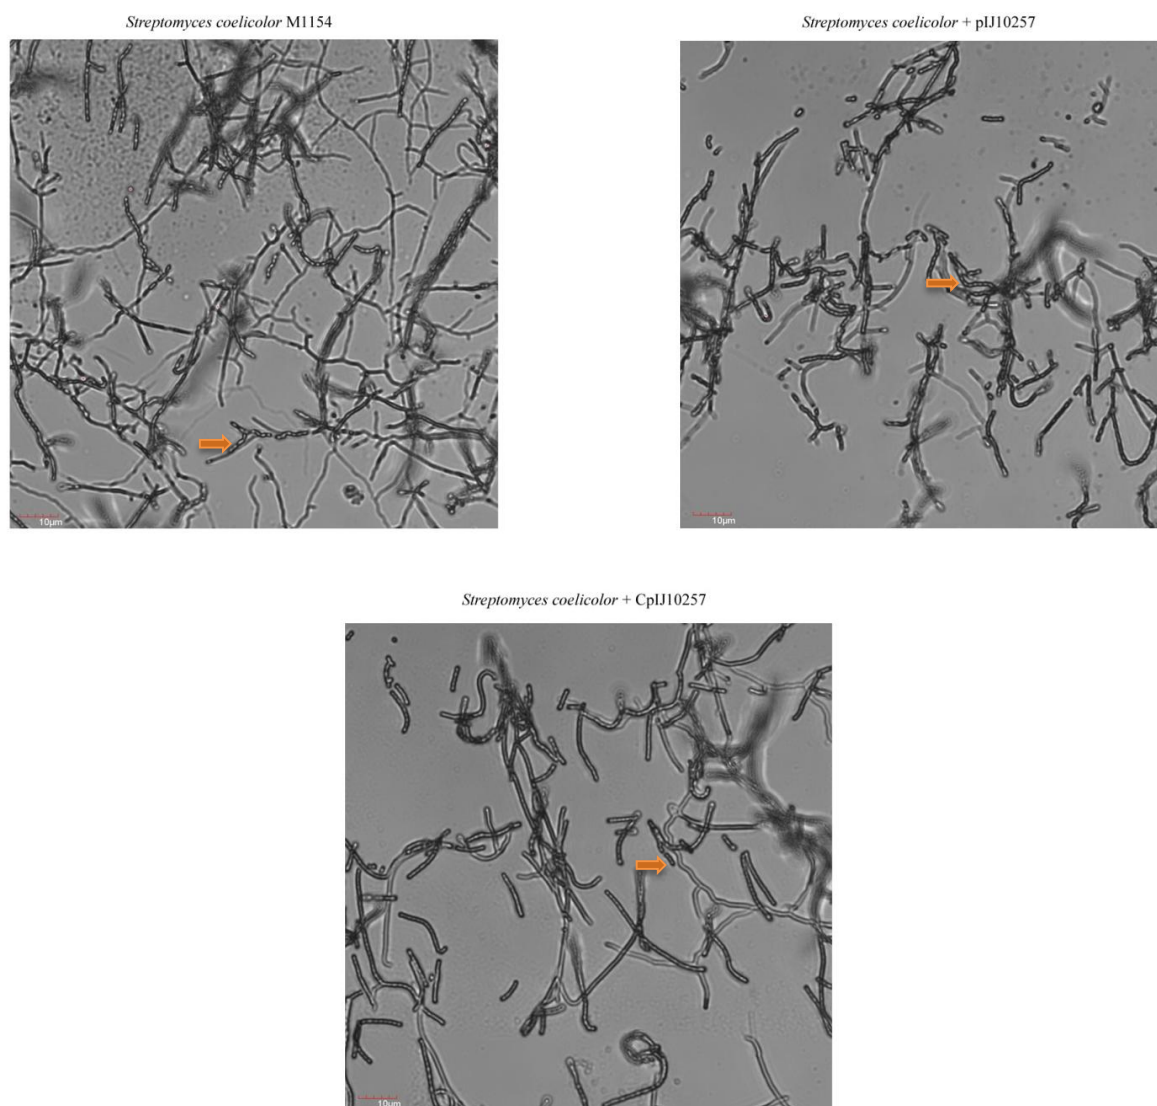 Streptomyces coelicolor M1154
Streptomyces coelicolor + pIJ10257
10µm
10µm
Streptomyces coelicolor + CpIJ10257
10µm